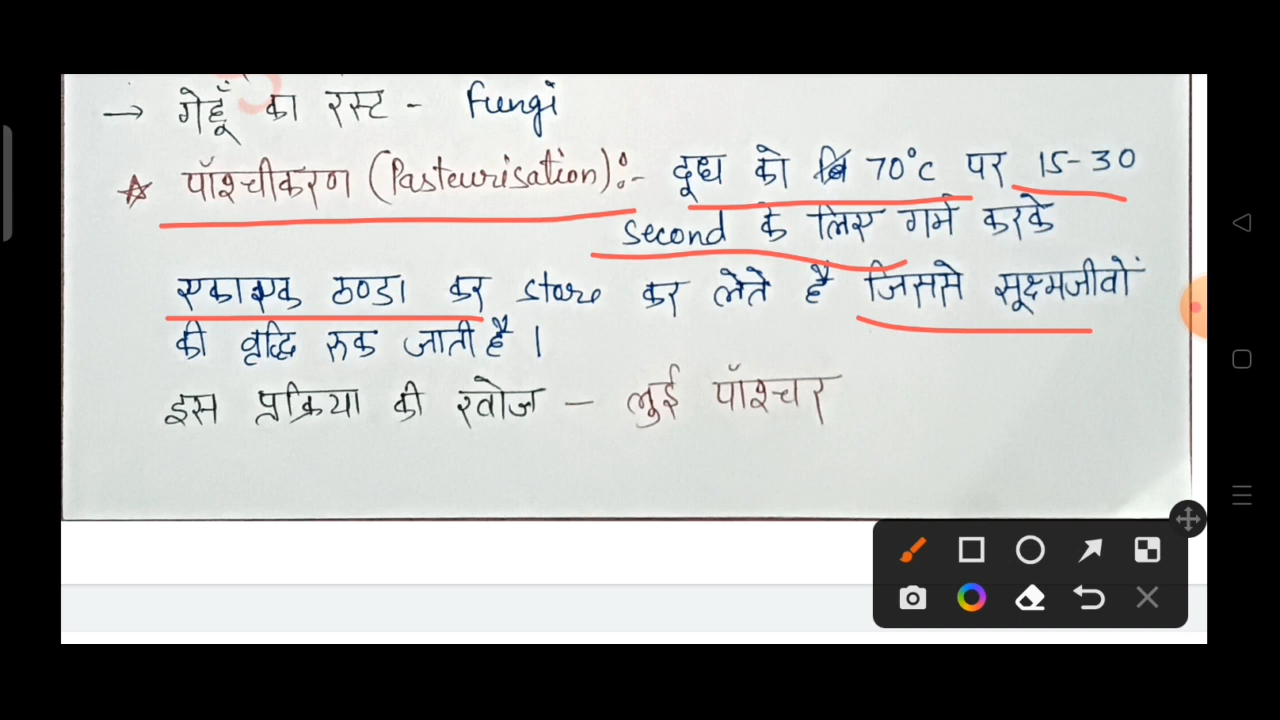 → गेहूँ का रस्ट - Fungi
☆ पॉश्चीकरण (Pasteurisation):- दूध को 70°c पर 15-30
second के लिए गर्म करके
एकाएक ठण्डा कर store कर लेते है जिससे सूक्ष्मजीवों
की वृद्धि रुक जाती है।
इस प्रक्रिया की खोज - लुई पॉश्चर